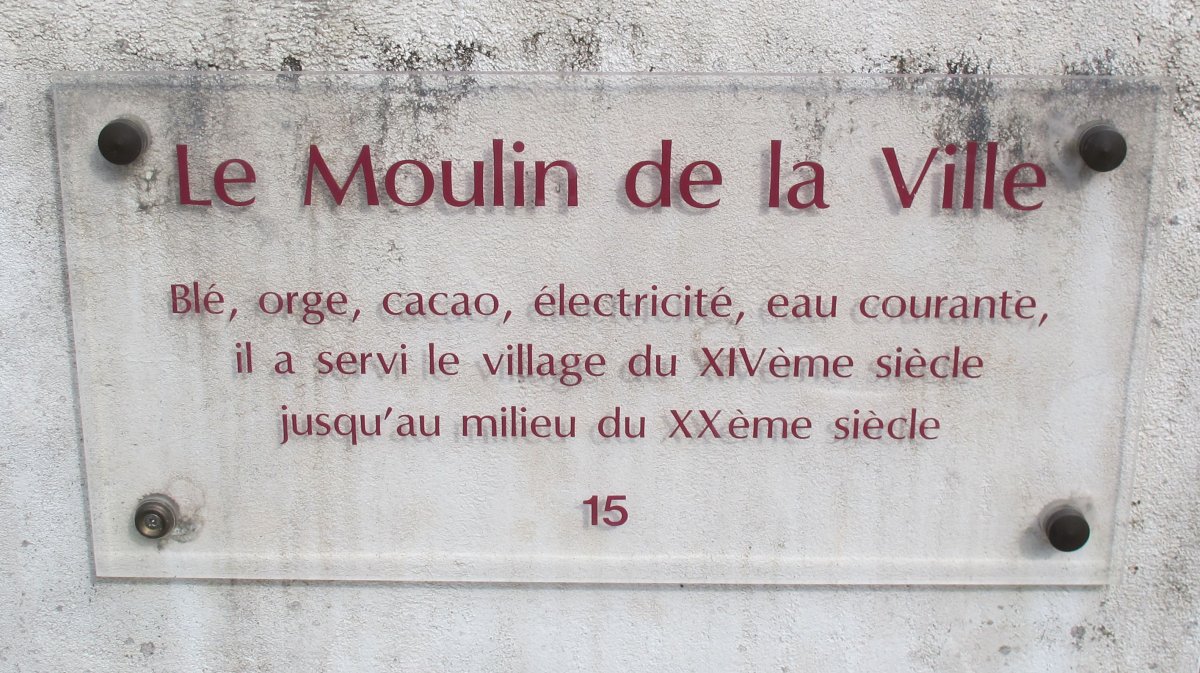 Le Moulin de la Ville
Blé, orge, cacao, électricité, eau courante,
il a servi le village du XIVème siècle
jusqu'au milieu du XXème siècle
15